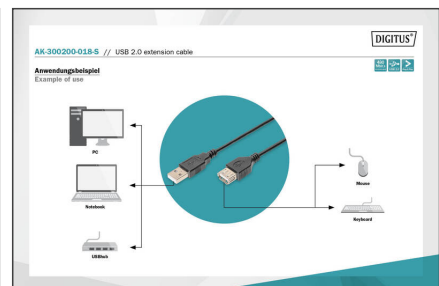 DIGITUS®
AK-300200-018-S // USB 2.0 extension cable
Anwendungsbeispiel
Example of use
PC
Notebook
USBhub
Mouse
Keyboard